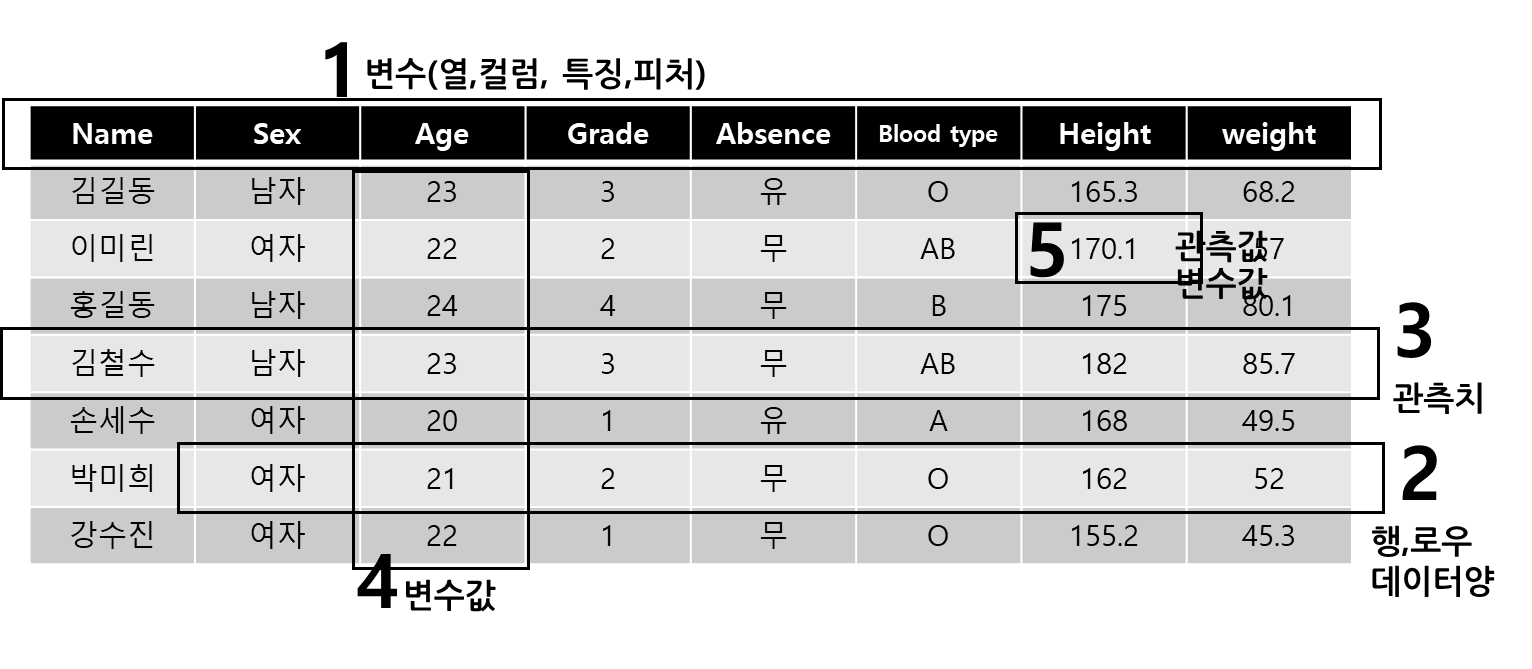 1 변수(열,컬럼, 특징,피처)
Name Sex Age Grade Absence Blood type Height weight
김길동 남자 23 3 유 O 165.3 68.2
이미린 여자 22 2 무 AB 5 170.1 관측값 57
변수값
홍길동 남자 24 4 무 B 175 80.1
3
김철수 남자 23 3 무 AB 182 85.7
관측치
손세수 여자 20 1 유 A 168 49.5
박미희 여자 21 2 무 O 162 52 2
강수진 여자 22 1 무 O 155.2 45.3 행,로우
데이터양
4 변수값